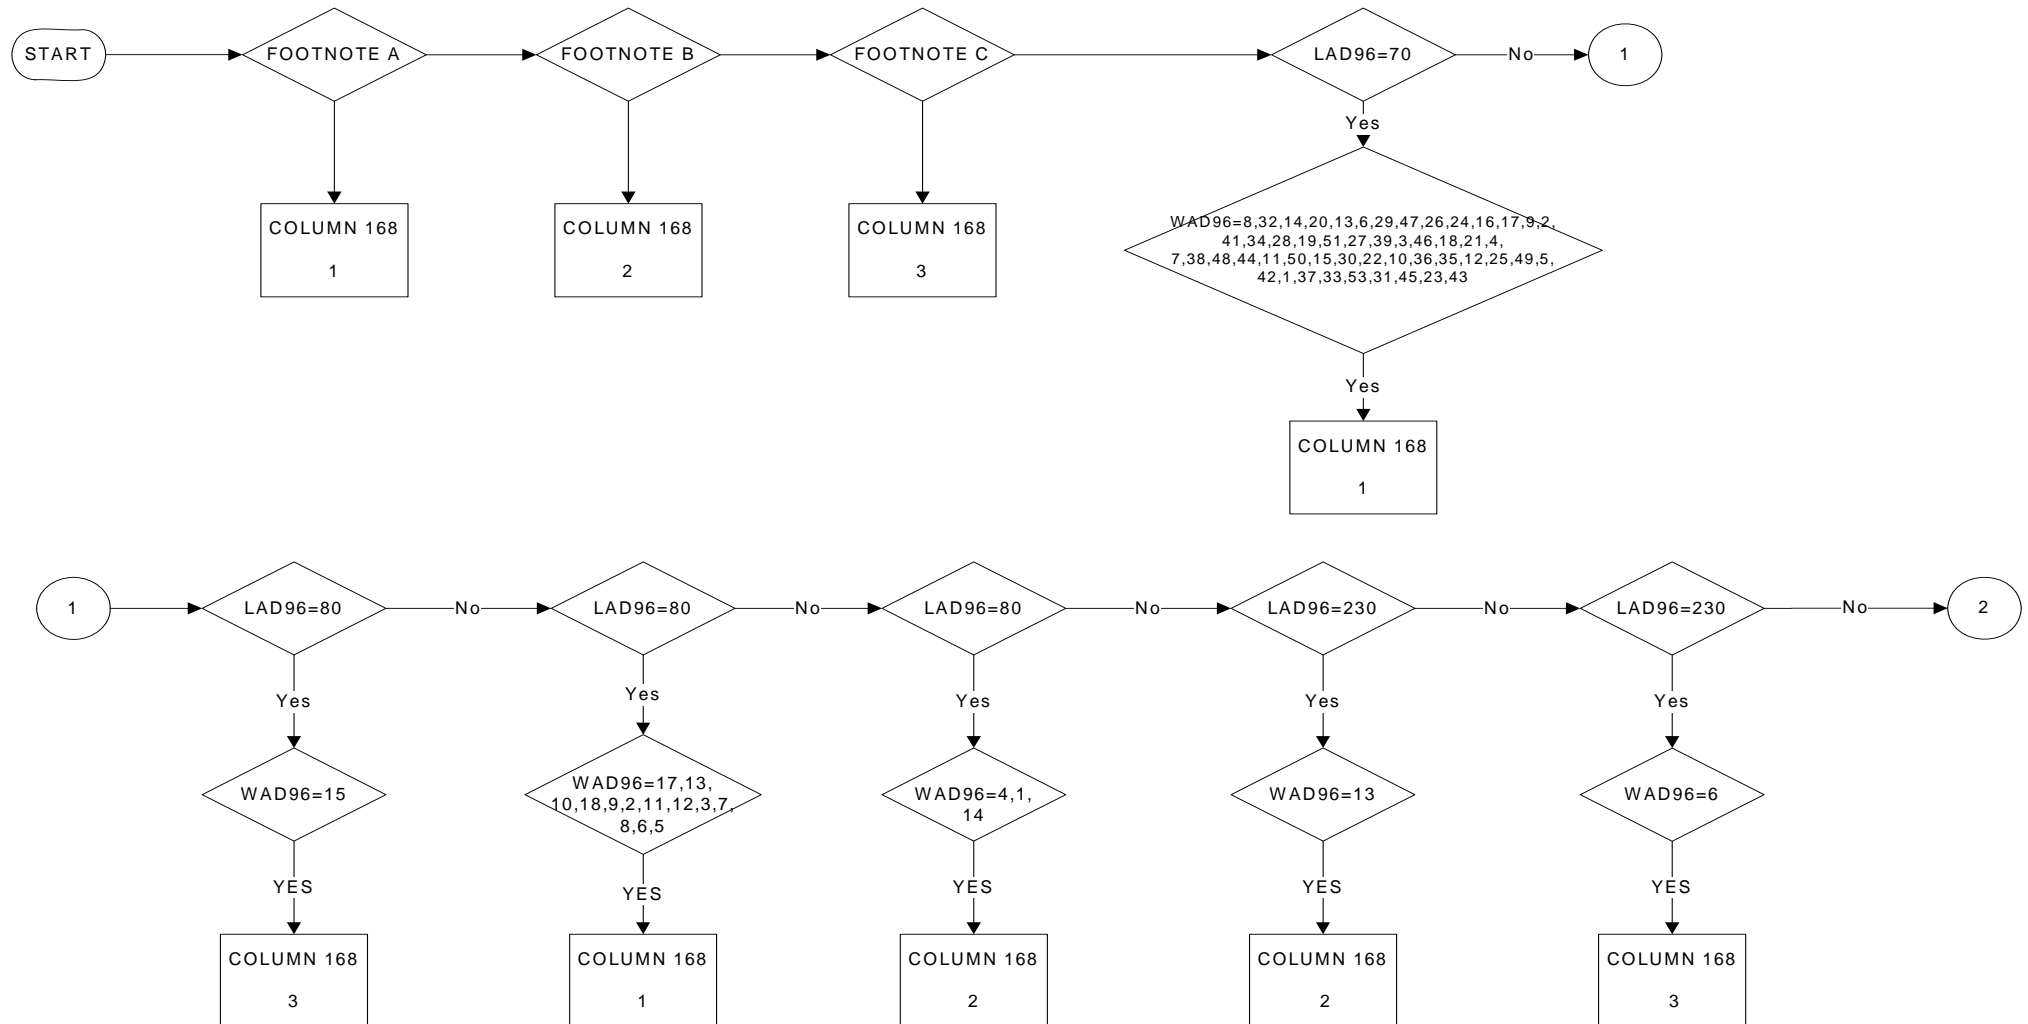 START
FOOTNOTE A
FOOTNOTE B
FOOTNOTE C
LAD96=70
No
1
Yes
WAD96=8,32,14,20,13,6,29,47,26,24,16,17,9,2,
41,34,28,19,51,27,39,3,46,18,21,4,
7,38,48,44,11,50,15,30,22,10,36,35,12,25,49,5,
42,1,37,33,53,31,45,23,43
COLUMN 168
1
COLUMN 168
2
COLUMN 168
3
Yes
COLUMN 168
1
1
LAD96=80
No
LAD96=80
No
LAD96=80
No
LAD96=230
No
LAD96=230
No
2
Yes
Yes
Yes
Yes
Yes
WAD96=15
WAD96=17,13,
10,18,9,2,11,12,3,7,
8,6,5
WAD96=4,1,
14
WAD96=13
WAD96=6
YES
YES
YES
YES
YES
COLUMN 168
3
COLUMN 168
1
COLUMN 168
2
COLUMN 168
2
COLUMN 168
3